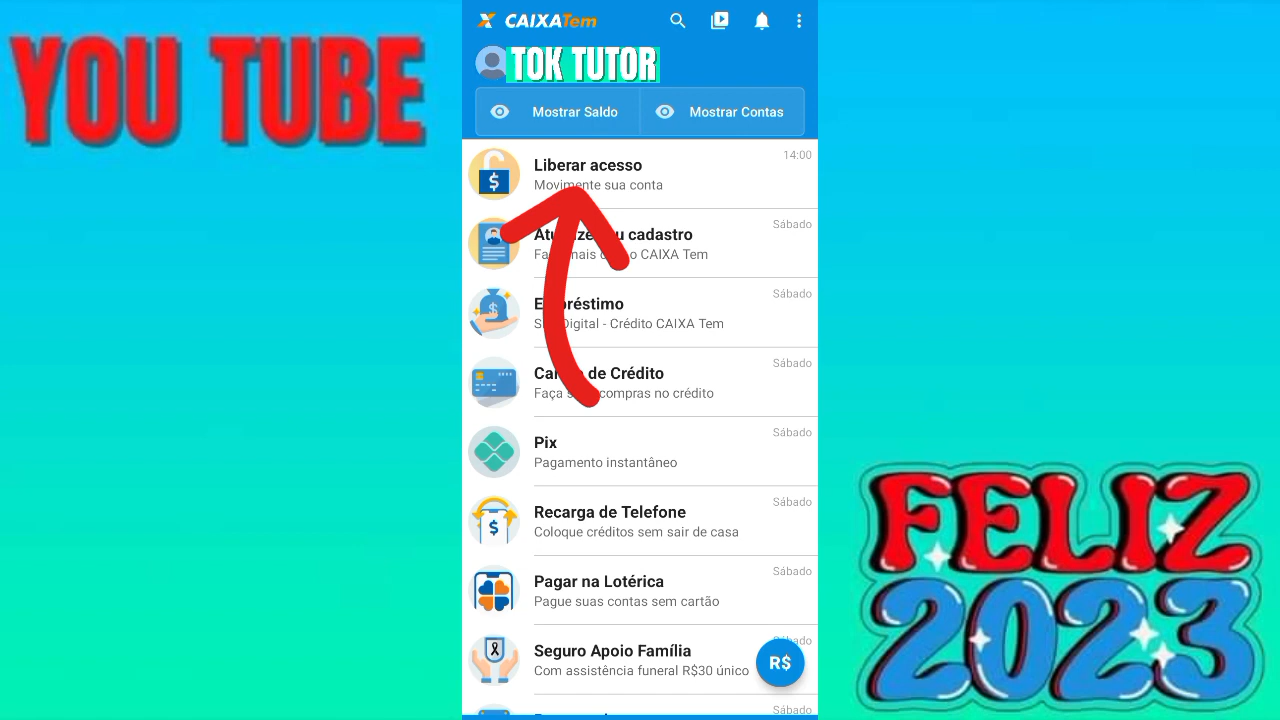 YOU TUBE
CAIXATem
TOK TUTOR
Mostrar Saldo
Mostrar Contas
Liberar acesso
14:00
Movimente sua conta
Sábado
cadastro
CAIXA Tem
Sábado
Digital - Crédito CAIXA Tem
Sábado
de Crédito
Faça compras no crédito
Sábado
Pix
Pagamento instantâneo
Sábado
Recarga de Telefone
Coloque créditos sem sair de casa
Sábado
Pagar na Lotérica
Pague suas contas sem cartão
Seguro Apoio Família
Com assistência funeral R$30 único
R$
Sábado
FELIZ
2023